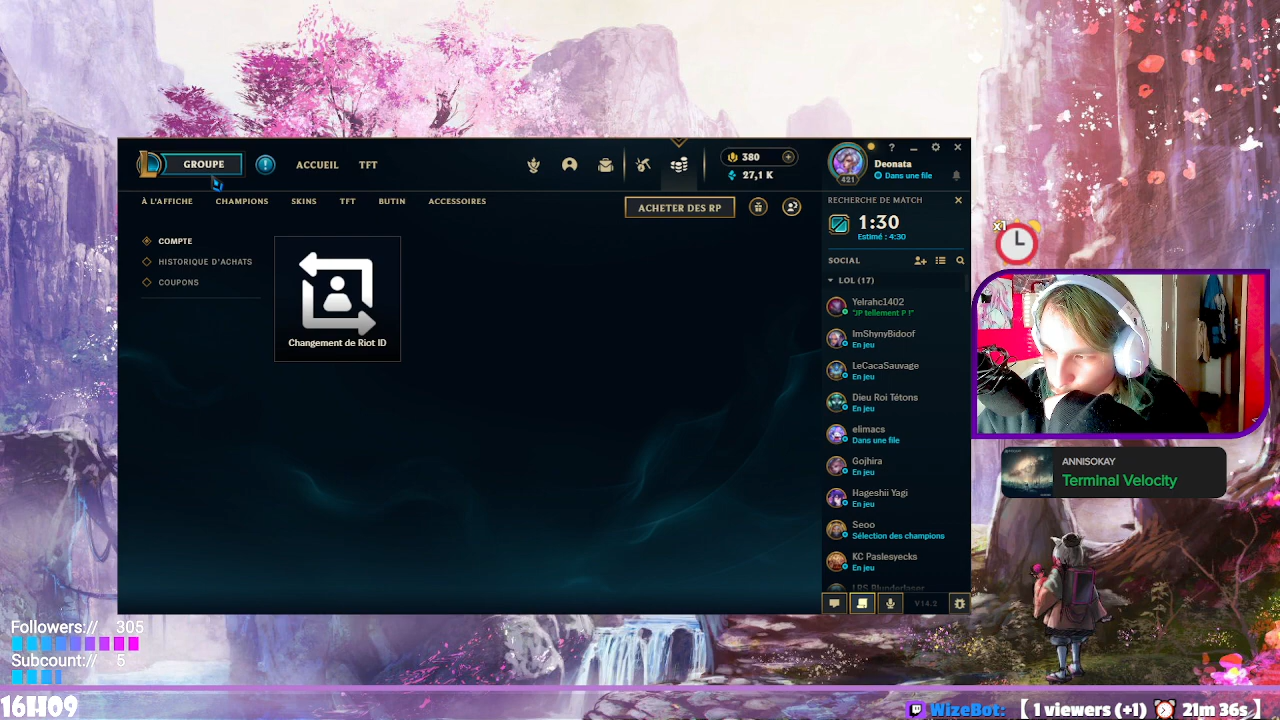 GROUPE
ACCUEIL
TFT
380
27,1 K
421
Deonata
Dans une file
À L'AFFICHE
CHAMPIONS
SKINS
TFT
BUTIN
ACCESSOIRES
ACHETER DES RP
RECHERCHE DE MATCH
1:30
Estimé : 4:30
COMPTE
HISTORIQUE D'ACHATS
COUPONS
Changement de Riot ID
SOCIAL
LOL (17)
Yelrahc1402
"JP tellement P !"
ImShynyBidoof
En jeu
LeCacaSauvage
En jeu
Dieu Roi Tétons
En jeu
elimacs
Dans une file
Gojhira
En jeu
Hageshii Yagi
En jeu
Seoo
Sélection des champions
KC Paslesyecks
En jeu
V14.2
x1
ANNISOKAY
Terminal Velocity
Followers:// 305
Subcount:// 5
16H09
WizeBot: 【 1 viewers (+1) ⏰ 21m 36s 】